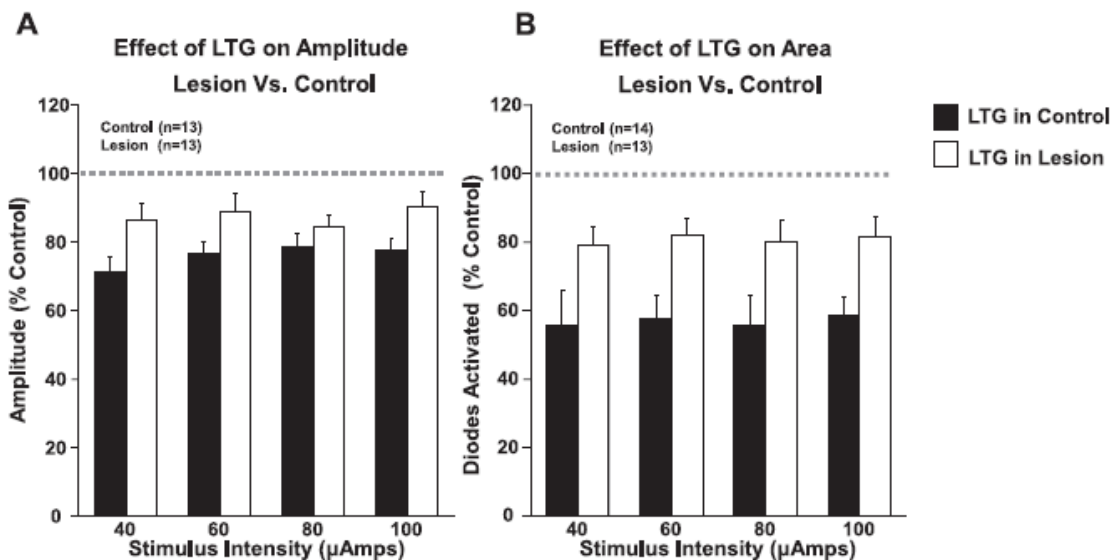 A
Effect of LTG on Amplitude
Lesion Vs. Control
120
100
80
60
40
20
0
Amplitude (% Control)
Control (n=13)
Lesion (n=13)
40 60 80 100
Stimulus Intensity (µAmps)
B
Effect of LTG on Area
Lesion Vs. Control
120
100
80
60
40
20
0
Diodes Activated (% Control)
Control (n=14)
Lesion (n=13)
40 60 80 100
Stimulus Intensity (µAmps)
LTG in Control
LTG in Lesion